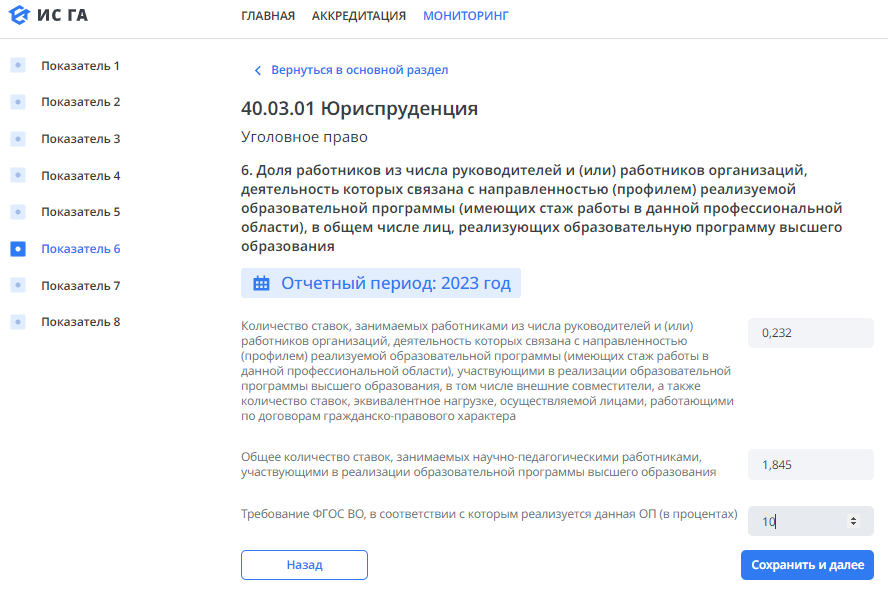 ИС ГА
ГЛАВНАЯ АККРЕДИТАЦИЯ МОНИТОРИНГ
Показатель 1
Показатель 2
Показатель 3
Показатель 4
Показатель 5
Показатель 6
Показатель 7
Показатель 8
Вернуться в основной раздел
40.03.01 Юриспруденция
Уголовное право
6. Доля работников из числа руководителей и (или) работников организаций,
деятельность которых связана с направленностью (профилем) реализуемой
образовательной программы (имеющих стаж работы в данной профессиональной
области), в общем числе лиц, реализующих образовательную программу высшего
образования
Отчетный период: 2023 год
Количество ставок, занимаемых работниками из числа руководителей и (или)
работников организаций, деятельность которых связана с направленностью
(профилем) реализуемой образовательной программы (имеющих стаж работы в
данной профессиональной области), участвующими в реализации образовательной
программы высшего образования, в том числе внешние совместители, а также
количество ставок, эквивалентное нагрузке, осуществляемой лицами, работающими
по договорам гражданско-правового характера
0,232
Общее количество ставок, занимаемых научно-педагогическими работниками,
участвующими в реализации образовательной программы высшего образования
1,845
Требование ФГОС ВО, в соответствии с которым реализуется данная ОП (в процентах)
10
Назад
Сохранить и далее